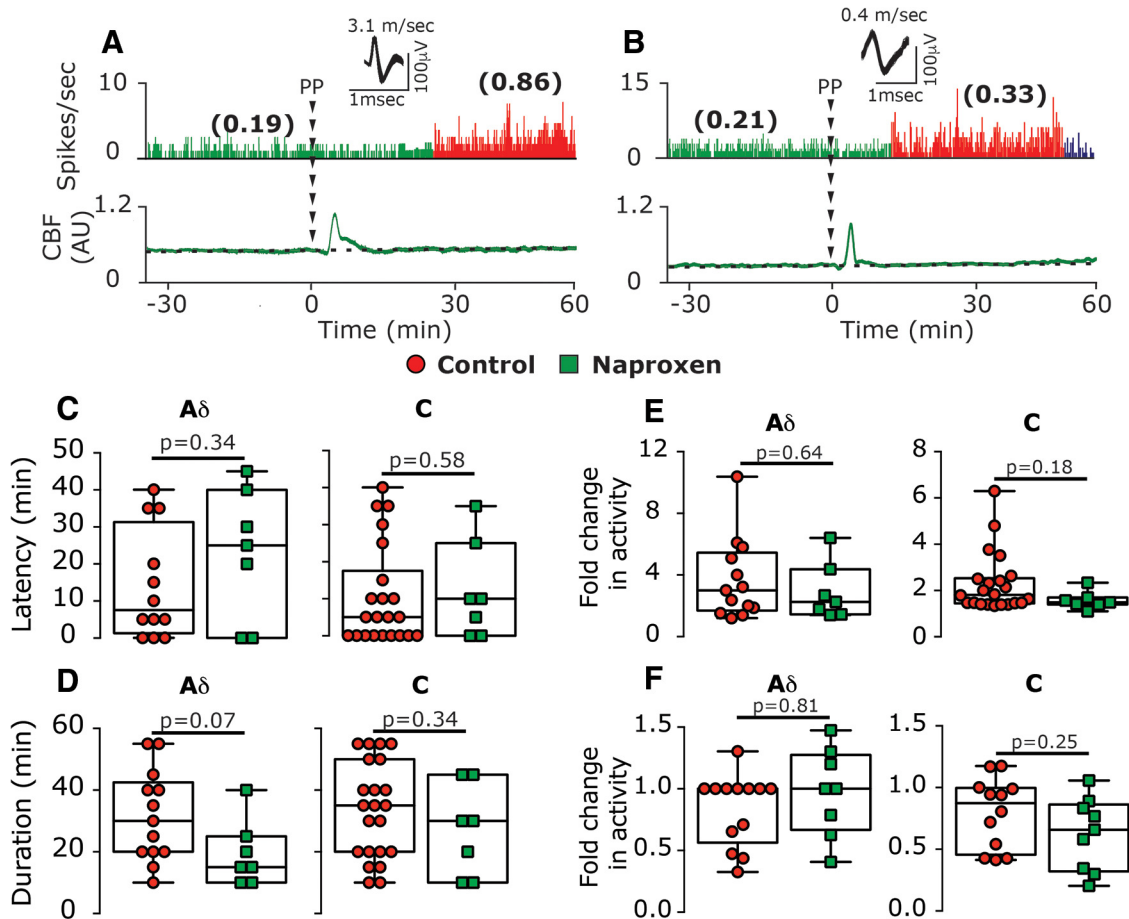 A
3.1 m/sec
100µV
1msec
PP
(0.19)
(0.86)
Spikes/sec
10
0
CBF
(AU)
1.2
0
-30
0
30
60
Time (min)
B
0.4 m/sec
100µV
1msec
PP
(0.21)
(0.33)
15
0
1.2
0
-30
0
30
60
Time (min)
Control
Naproxen
C
Aδ
p=0.34
Latency (min)
50
40
30
20
10
0
C
p=0.58
D
Aδ
p=0.07
Duration (min)
60
40
20
0
C
p=0.34
E
Aδ
p=0.64
Fold change
in activity
12
8
4
0
C
p=0.18
8
6
4
2
0
F
Aδ
p=0.81
Fold change
in activity
1.5
1.0
0.5
0.0
C
p=0.25
1.5
1.0
0.5
0.0